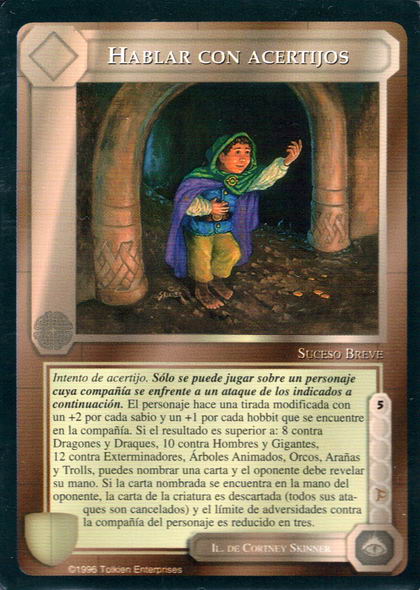 HABLAR CON ACERTIJOS
SUCESO BREVE
Intento de acertijo. Sólo se puede jugar sobre un personaje
cuya compañía se enfrente a un ataque de los indicados a
continuación. El personaje hace una tirada modificada con
un +2 por cada sabio y un +1 por cada hobbit que se encuentre
en la compañía. Si el resultado es superior a: 8 contra
Dragones y Draques, 10 contra Hombres y Gigantes,
12 contra Exterminadores, Árboles Animados, Orcos, Arañas
y Trolls, puedes nombrar una carta y el oponente debe revelar
su mano. Si la carta nombrada se encuentra en la mano del
oponente, la carta de la criatura es descartada (todos sus ata-
ques son cancelados) y el límite de adversidades contra
la compañía del personaje es reducido en tres.
5
IL. DE CORTNEY SKINNER
©1996 Tolkien Enterprises